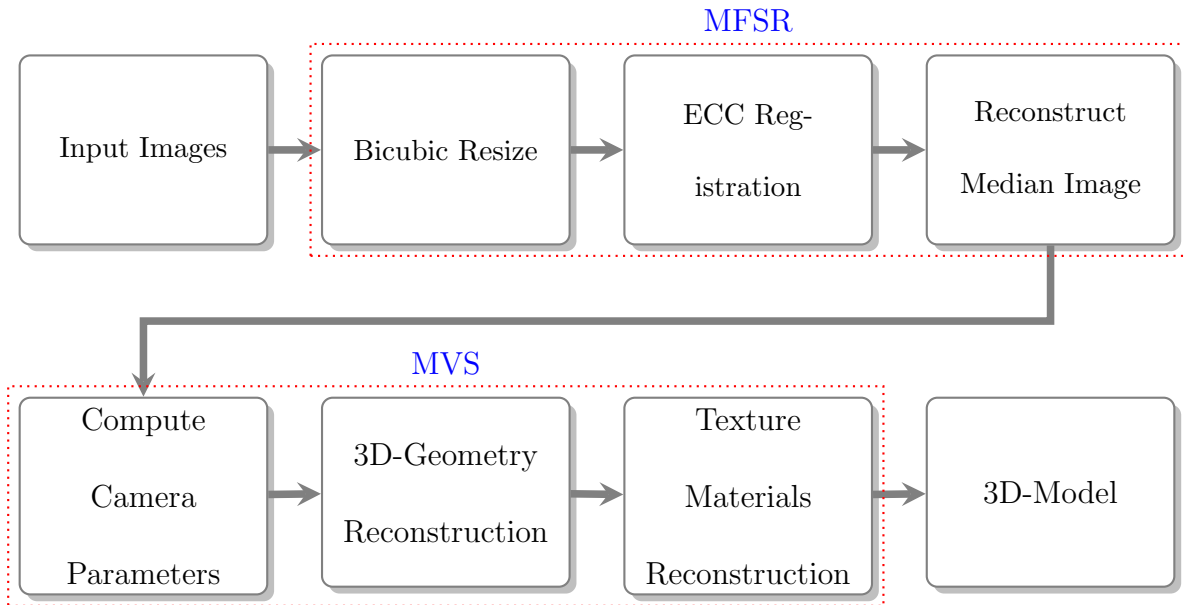 MFSR
Input Images
Bicubic Resize
ECC Reg-
istration
Reconstruct
Median Image
MVS
Compute
Camera
Parameters
3D-Geometry
Reconstruction
Texture
Materials
Reconstruction
3D-Model